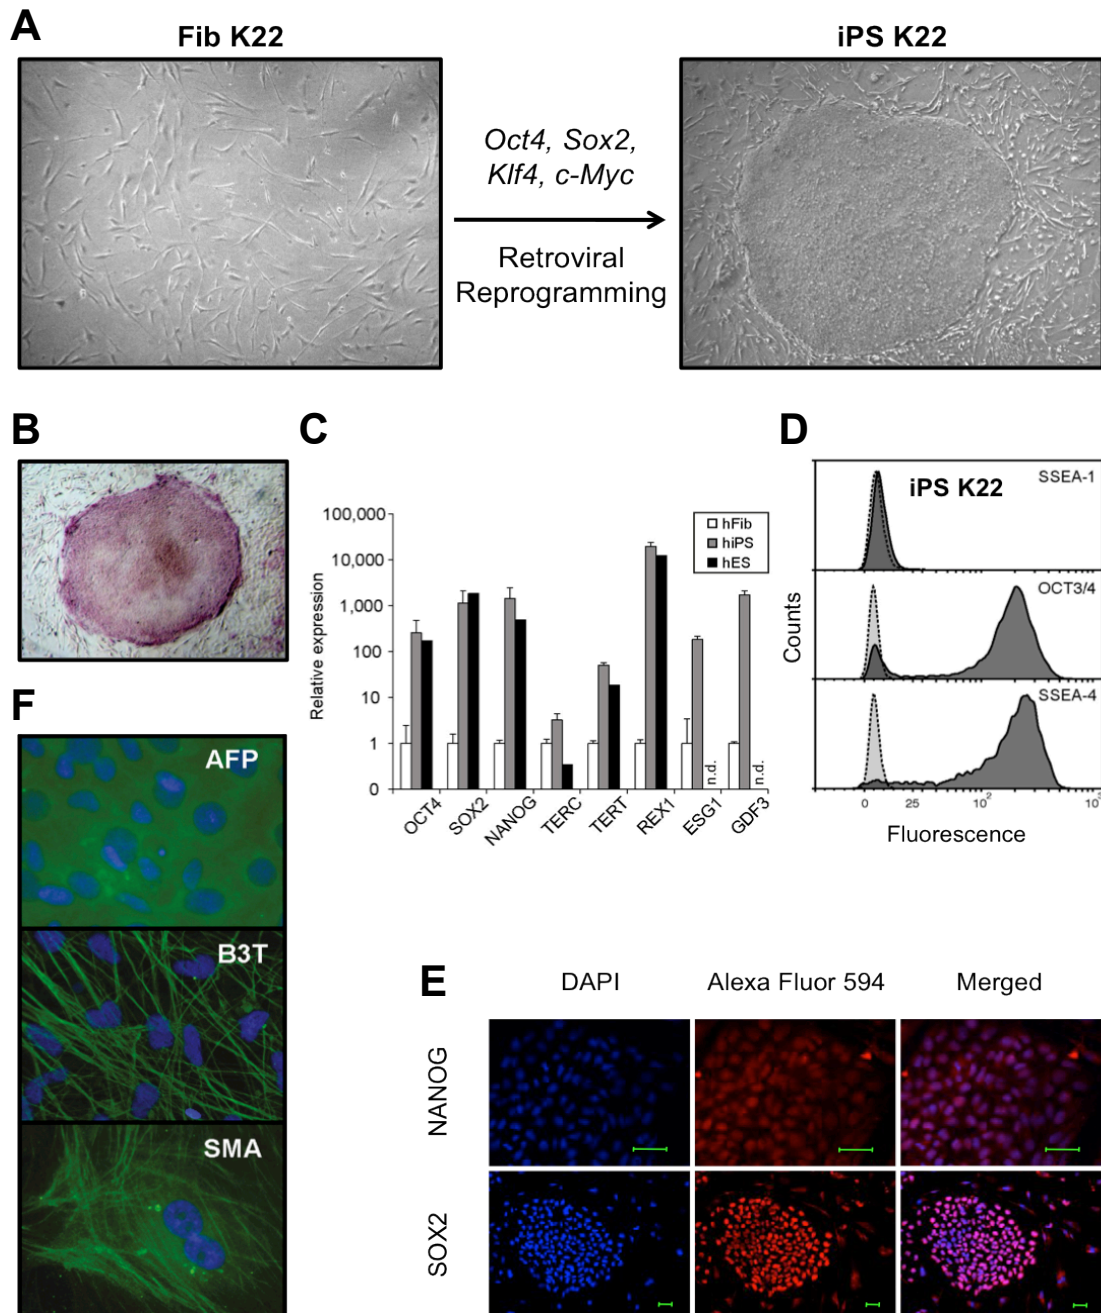 A
Fib K22
iPS K22
Oct4, Sox2,
Klf4, c-Myc
Retroviral
Reprogramming
B
C
Relative expression
100,000
10,000
1,000
100
10
1
0
hFib
hiPS
hES
n.d.
n.d.
OCT4
SOX2
NANOG
TERC
TERT
REX1
ESG1
GDF3
D
iPS K22
SSEA-1
OCT3/4
SSEA-4
Counts
0 25 10² 10³
Fluorescence
F
AFP
B3T
SMA
E
DAPI Alexa Fluor 594 Merged
NANOG
SOX2